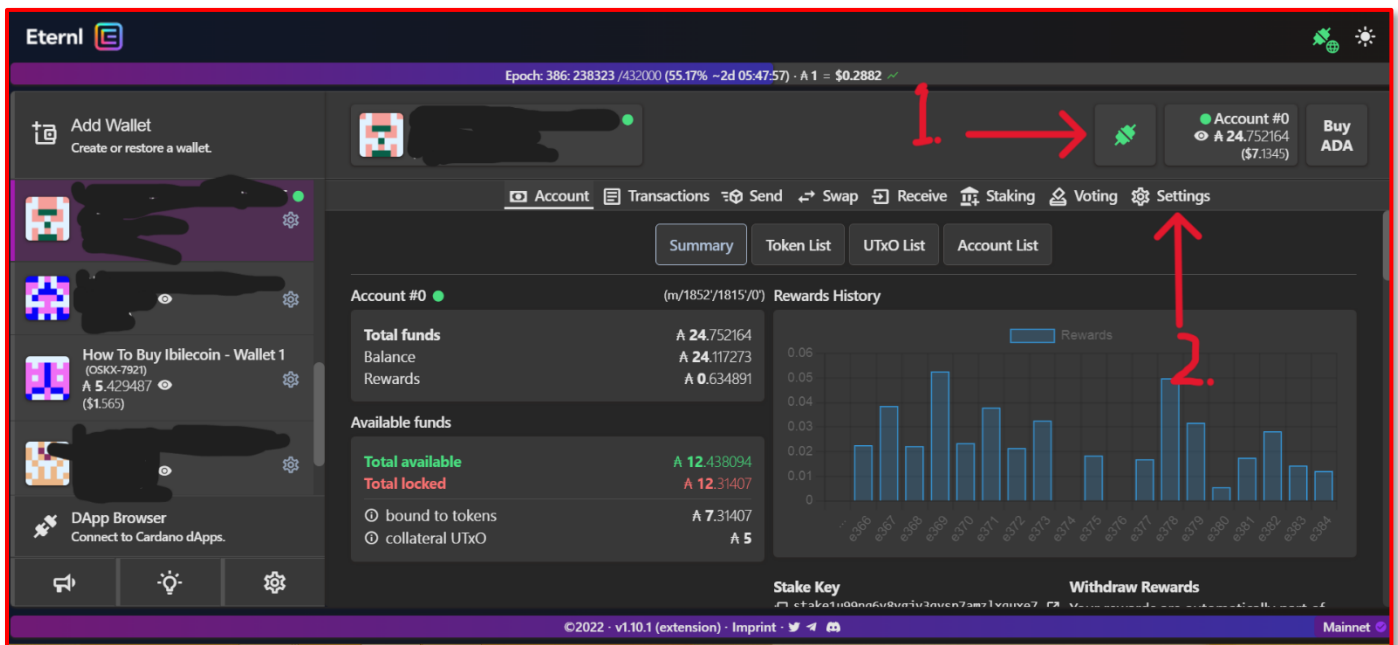 Eternl
Epoch: 386: 238323 /432000 (55.17% ~2d 05:47:57) · ₳ 1 = $0.2882
1.
Add Wallet
Create or restore a wallet.
Account #0
₳ 24.752164
($7.1345)
Buy
ADA
Account
Transactions
Send
Swap
Receive
Staking
Voting
Settings
Summary
Token List
UTxO List
Account List
2.
How To Buy Ibilecoin - Wallet 1
(OSKX-7921)
₳ 5.429487
($1.565)
DApp Browser
Connect to Cardano dApps.
Account #0
(m/1852'/1815'/0')
Total funds ₳ 24.752164
Balance ₳ 24.117273
Rewards ₳ 0.634891
Available funds
Total available ₳ 12.438094
Total locked ₳ 12.31407
bound to tokens ₳ 7.31407
collateral UTxO ₳ 5
Rewards History
Rewards
0.06
0.05
0.04
0.03
0.02
0.01
0
...
e366
e367
e368
e369
e370
e371
e372
e373
e374
e375
e376
e377
e378
e379
e380
e381
e382
e383
e384
Stake Key
Withdraw Rewards
Your rewards are automatically part of
©2022 · v1.10.1 (extension) · Imprint ·
Mainnet